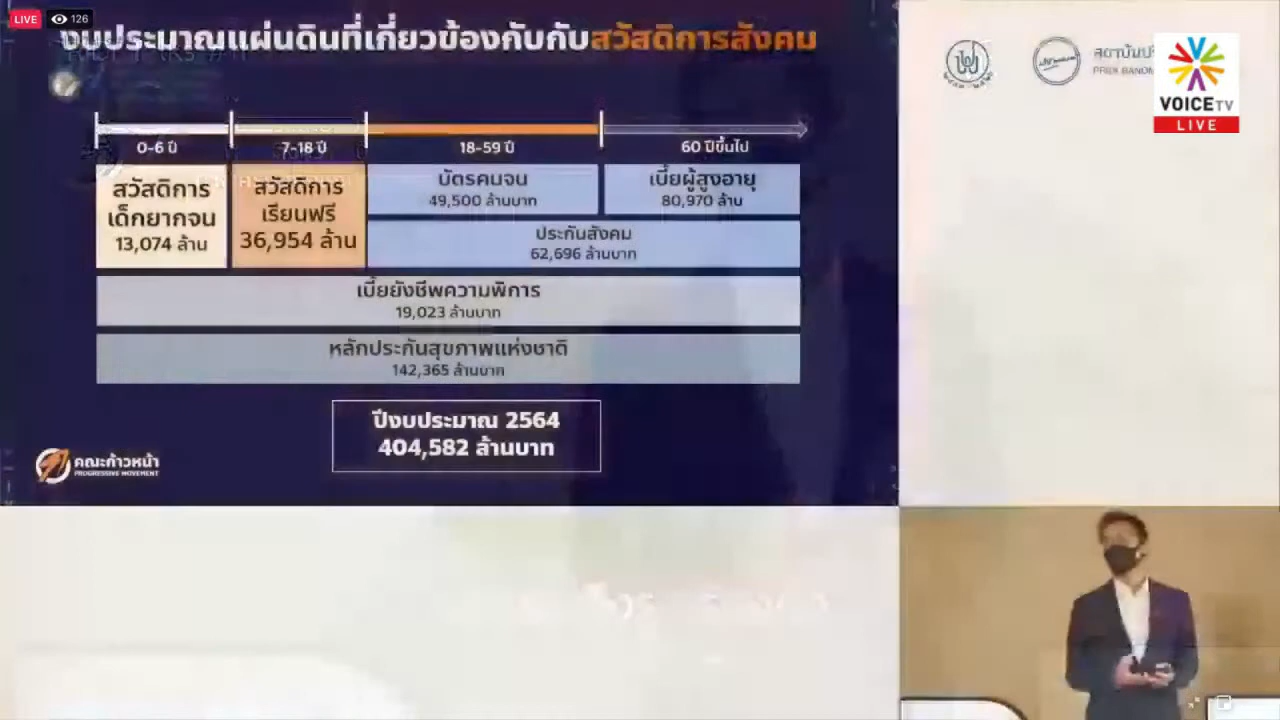 LIVE
126
งบประมาณแผ่นดินที่เกี่ยวข้องกับกับสวัสดิการสังคม
0-6 ปี
7-18 ปี
18-59 ปี
60 ปีขึ้นไป
สวัสดิการ
เด็กยากจน
13,074 ล้าน
สวัสดิการ
เรียนฟรี
36,954 ล้าน
บัตรคนจน
49,500 ล้านบาท
เบี้ยผู้สูงอายุ
80,970 ล้าน
ประกันสังคม
62,696 ล้านบาท
เบี้ยยังชีพความพิการ
19,023 ล้านบาท
หลักประกันสุขภาพแห่งชาติ
142,365 ล้านบาท
ปีงบประมาณ 2564
404,582 ล้านบาท
คณะก้าวหน้า
PROGRESSIVE MOVEMENT
VOICE TV
LIVE